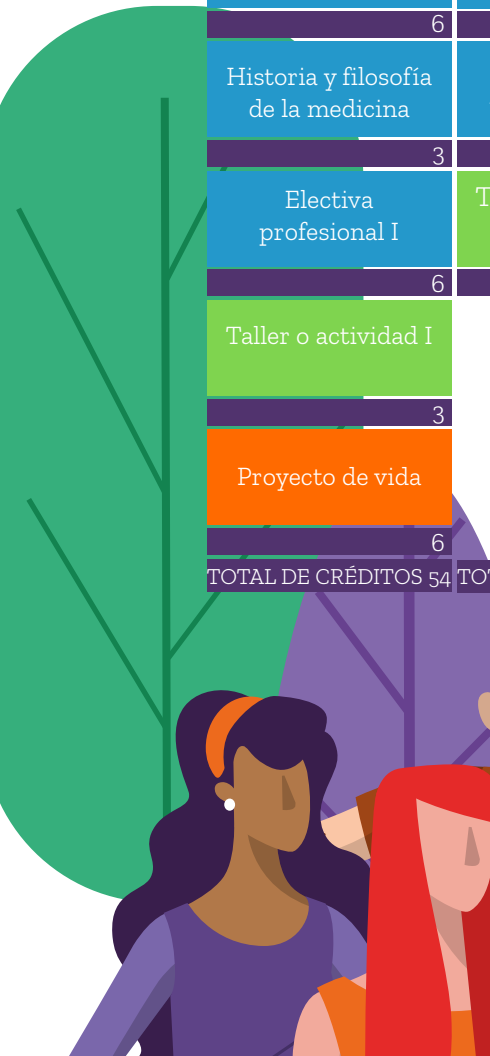 6
Historia y filosofía
de la medicina
3
Electiva
profesional I
6
Taller o actividad I
3
Proyecto de vida
6
TOTAL DE CRÉDITOS 54